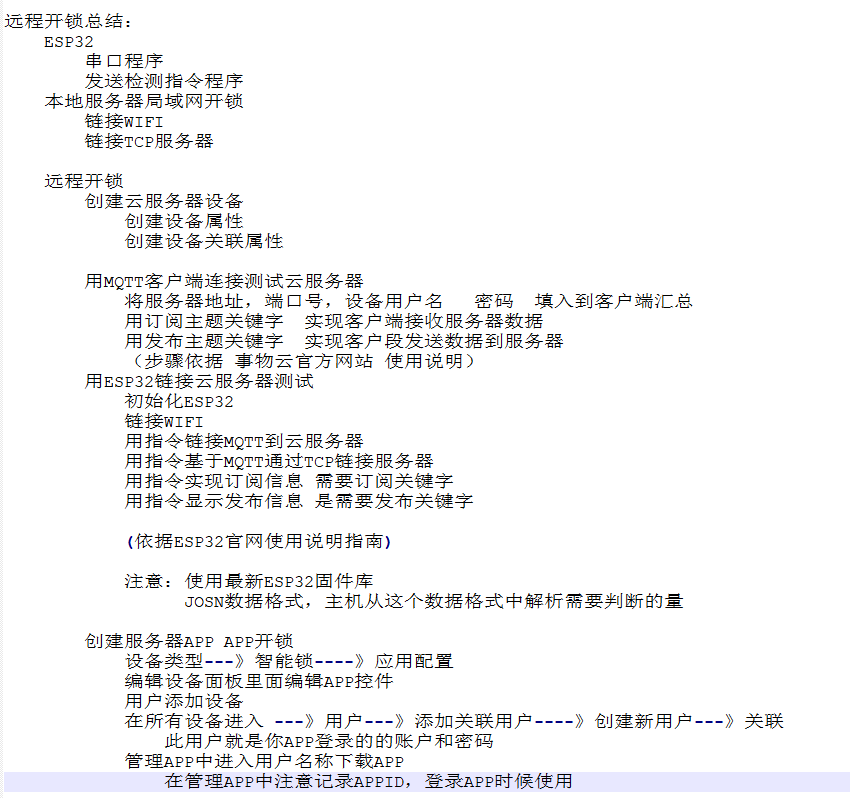 远程开锁总结:
ESP32
串口程序
发送检测指令程序
本地服务器局域网开锁
链接WIFI
链接TCP服务器
远程开锁
创建云服务器设备
创建设备属性
创建设备关联属性
用MQTT客户端连接测试云服务器
将服务器地址，端口号，设备用户名   密码  填入到客户端汇总
用订阅主题关键字  实现客户端接收服务器数据
用发布主题关键字  实现客户段发送数据到服务器
（步骤依据 事物云官方网站 使用说明）
用ESP32链接云服务器测试
初始化ESP32
链接WIFI
用指令链接MQTT到云服务器
用指令基于MQTT通过TCP链接服务器
用指令实现订阅信息 需要订阅关键字
用指令显示发布信息 是需要发布关键字
(依据ESP32官网使用说明指南)
注意: 使用最新ESP32固件库
JOSN数据格式，主机从这个数据格式中解析需要判断的量
创建服务器APP APP开锁
设备类型---》智能锁----》应用配置
编辑设备面板里面编辑APP控件
用户添加设备
在所有设备进入 ---》用户---》添加关联用户----》创建新用户---》关联
此用户就是你APP登录的的账户和密码
管理APP中进入用户名称下载APP
在管理APP中注意记录APPID，登录APP时候使用